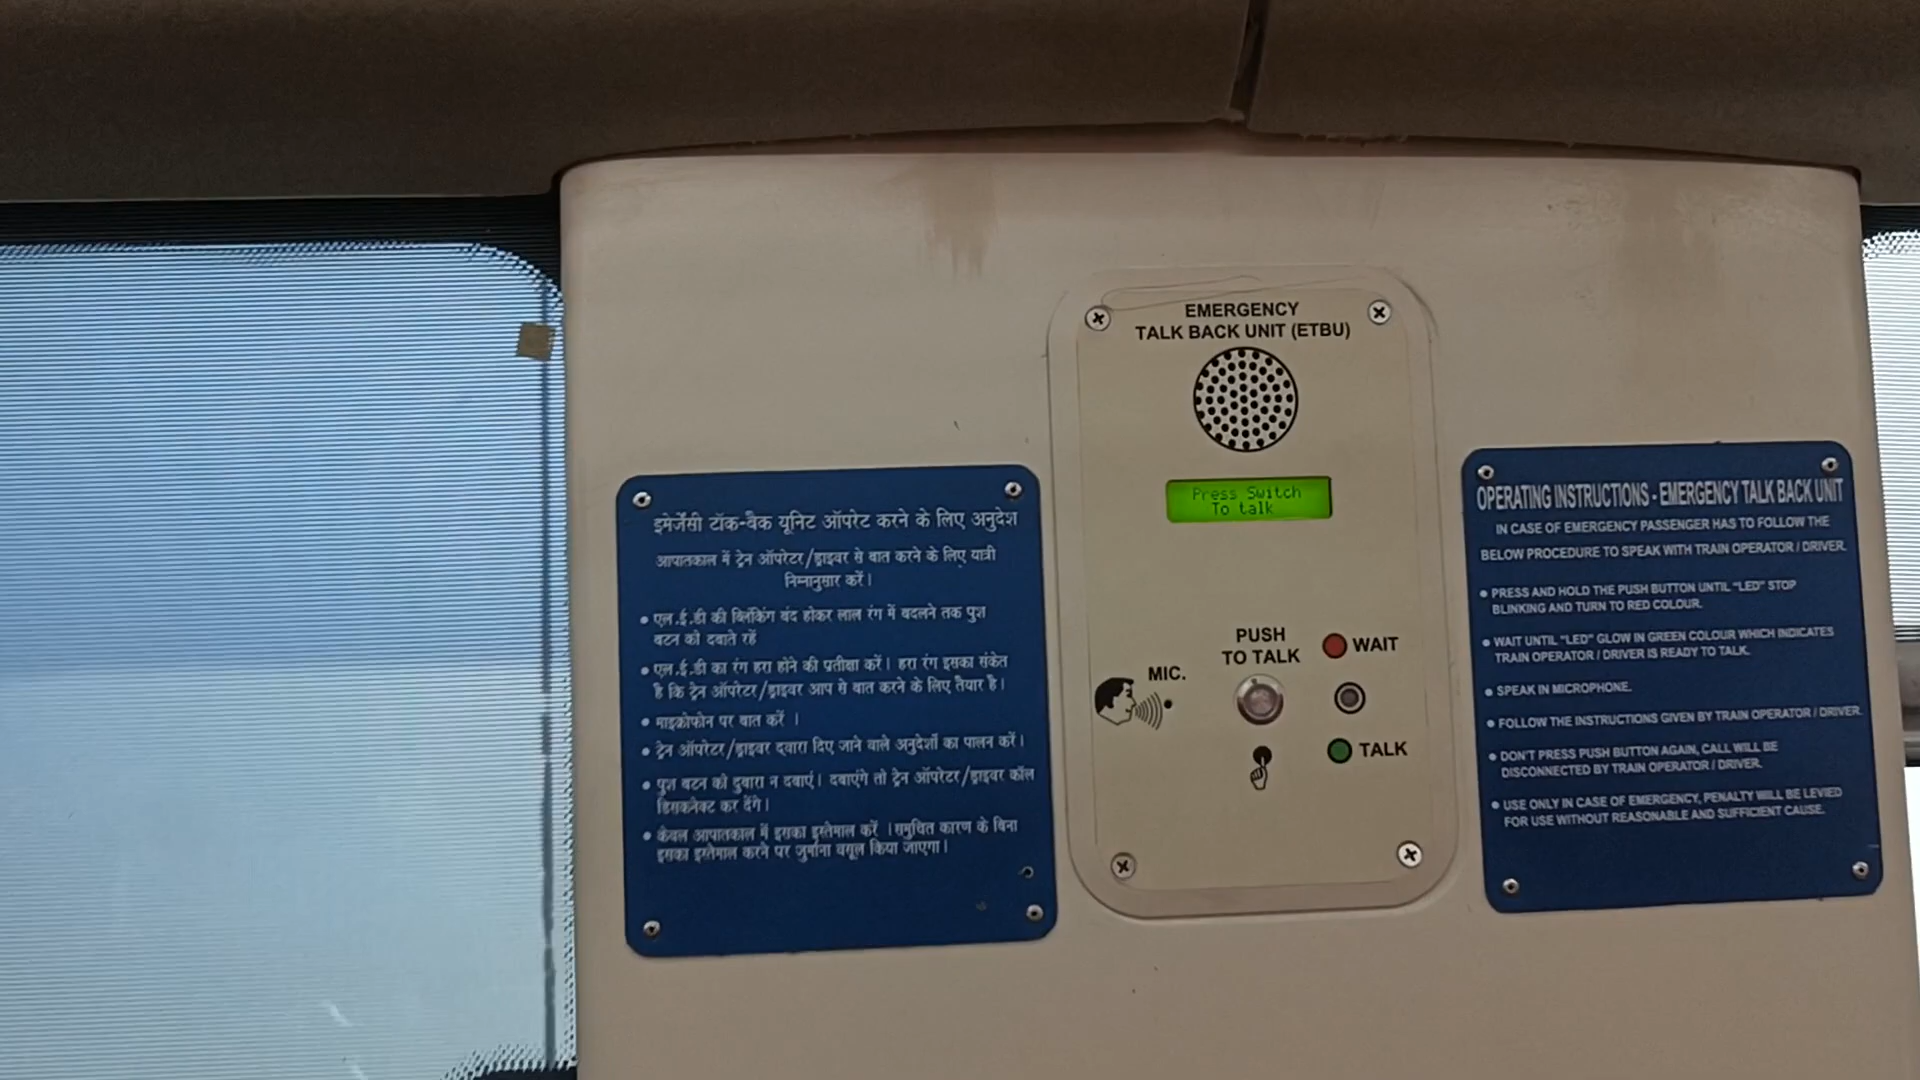 इमेर्जेंसी टॉक-बैक यूनिट ऑपरेट करने के लिए अनुदेश
आपातकाल में ट्रेन ऑपरेटर/ड्राइवर से बात करने के लिए यात्री
निम्नानुसार करें।
• एल.ई.डी की ब्लिंकिंग बंद होकर लाल रंग में बदलने तक पुश
बटन को दबाते रहें
• एल.ई.डी का रंग हरा होने की प्रतीक्षा करें। हरा रंग इसका संकेत
है कि ट्रेन ऑपरेटर/ड्राइवर आप से बात करने के लिए तैयार है।
• माइक्रोफोन पर बात करें ।
• ट्रेन ऑपरेटर/ड्राइवर दवारा दिए जाने वाले अनुदेशों का पालन करें।
• पुश बटन को दुबारा न दबाएं। दबाएंगे तो ट्रेन ऑपरेटर/ड्राइवर कॉल
डिसकनेक्ट कर देंगे।
• केवल आपातकाल में इसका इस्तेमाल करें ।समुचित कारण के बिना
इसका इस्तेमाल करने पर जुर्माना वसूल किया जाएगा।
EMERGENCY
TALK BACK UNIT (ETBU)
Press Switch
To talk
PUSH
TO TALK
WAIT
MIC.
TALK
OPERATING INSTRUCTIONS - EMERGENCY TALK BACK UNIT
IN CASE OF EMERGENCY PASSENGER HAS TO FOLLOW THE
BELOW PROCEDURE TO SPEAK WITH TRAIN OPERATOR / DRIVER.
• PRESS AND HOLD THE PUSH BUTTON UNTIL "LED" STOP
BLINKING AND TURN TO RED COLOUR.
• WAIT UNTIL "LED" GLOW IN GREEN COLOUR WHICH INDICATES
TRAIN OPERATOR / DRIVER IS READY TO TALK.
• SPEAK IN MICROPHONE.
• FOLLOW THE INSTRUCTIONS GIVEN BY TRAIN OPERATOR / DRIVER.
• DON'T PRESS PUSH BUTTON AGAIN, CALL WILL BE
DISCONNECTED BY TRAIN OPERATOR / DRIVER.
• USE ONLY IN CASE OF EMERGENCY, PENALTY WILL BE LEVIED
FOR USE WITHOUT REASONABLE AND SUFFICIENT CAUSE.